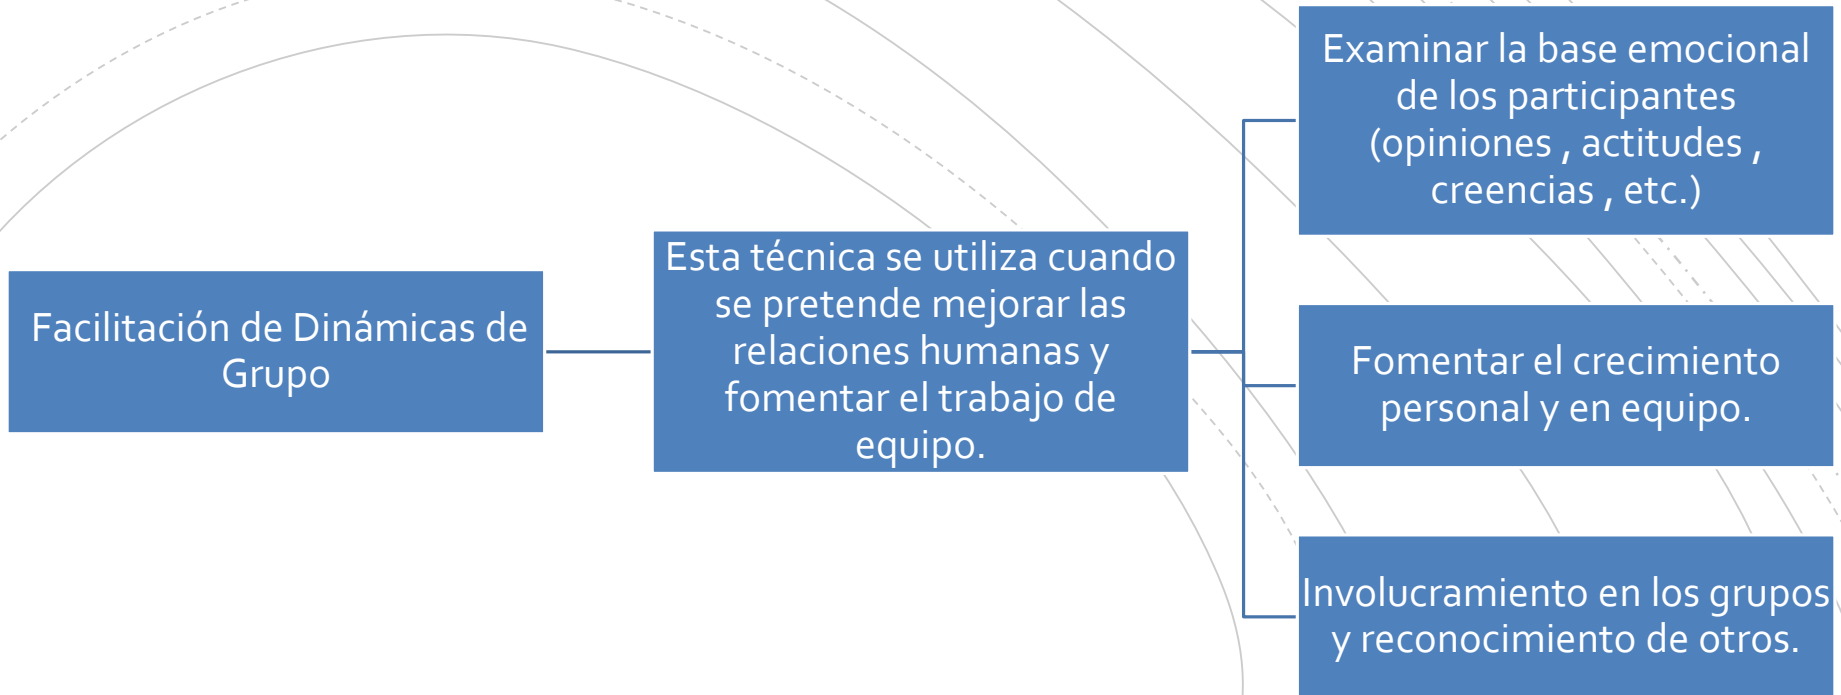 Facilitación de Dinámicas de
Grupo
Esta técnica se utiliza cuando
se pretende mejorar las
relaciones humanas y
fomentar el trabajo de
equipo.
Examinar la base emocional
de los participantes
(opiniones , actitudes ,
creencias , etc.)
Fomentar el crecimiento
personal y en equipo.
Involucramiento en los grupos
y reconocimiento de otros.